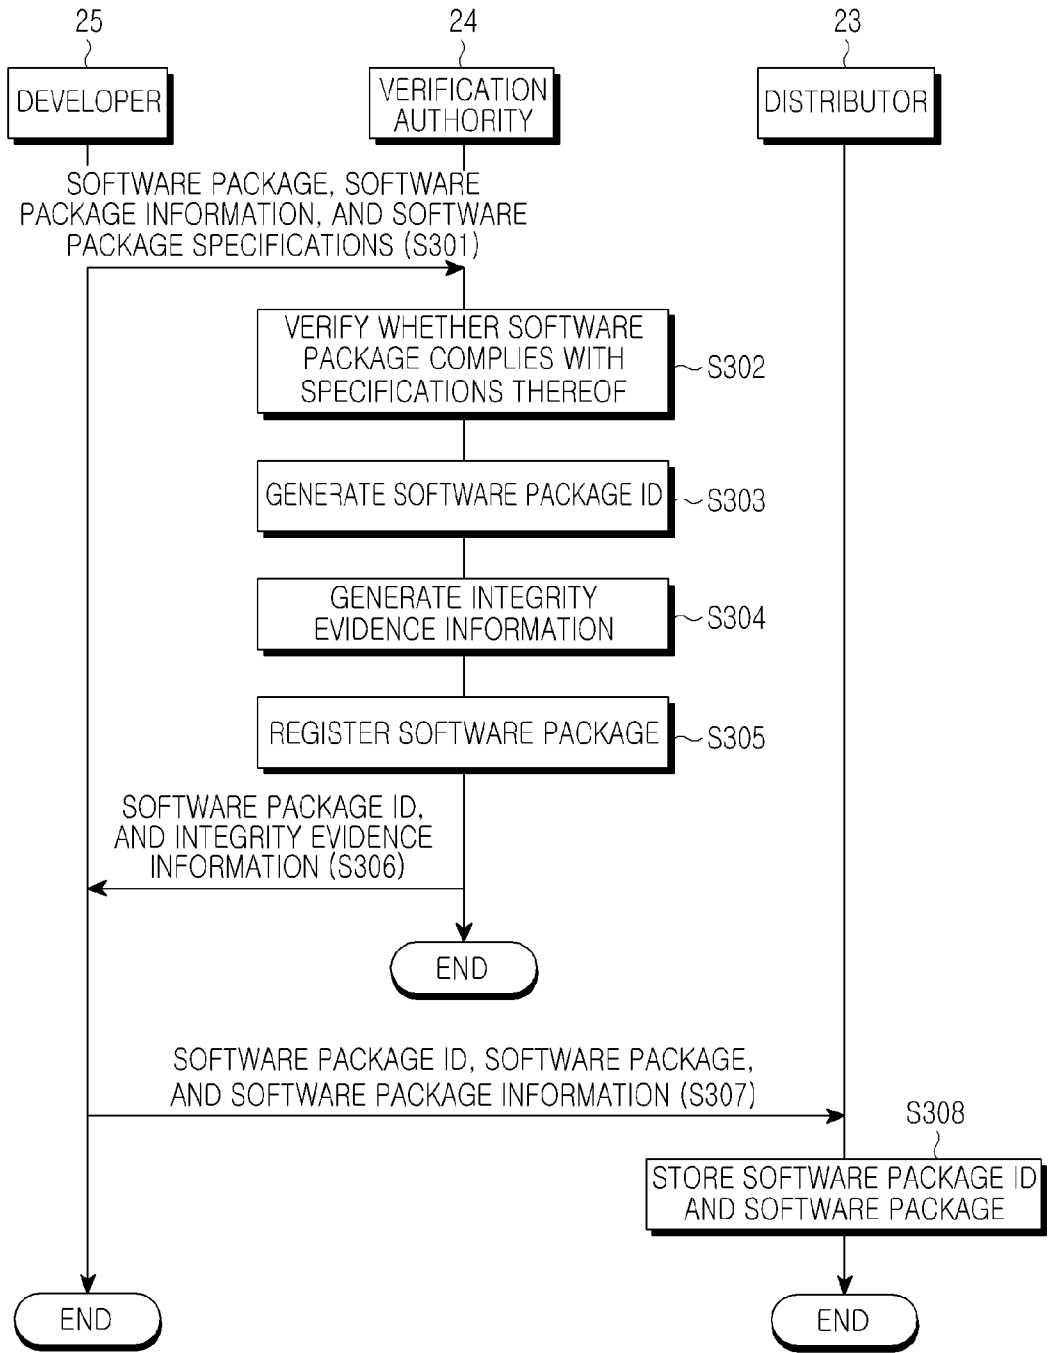 25
24
23
DEVELOPER
VERIFICATION
AUTHORITY
DISTRIBUTOR
SOFTWARE PACKAGE, SOFTWARE
PACKAGE INFORMATION, AND SOFTWARE
PACKAGE SPECIFICATIONS (S301)
VERIFY WHETHER SOFTWARE
PACKAGE COMPLIES WITH
SPECIFICATIONS THEREOF
S302
GENERATE SOFTWARE PACKAGE ID
S303
GENERATE INTEGRITY
EVIDENCE INFORMATION
S304
REGISTER SOFTWARE PACKAGE
S305
SOFTWARE PACKAGE ID,
AND INTEGRITY EVIDENCE
INFORMATION (S306)
END
SOFTWARE PACKAGE ID, SOFTWARE PACKAGE,
AND SOFTWARE PACKAGE INFORMATION (S307)
S308
STORE SOFTWARE PACKAGE ID
AND SOFTWARE PACKAGE
END
END